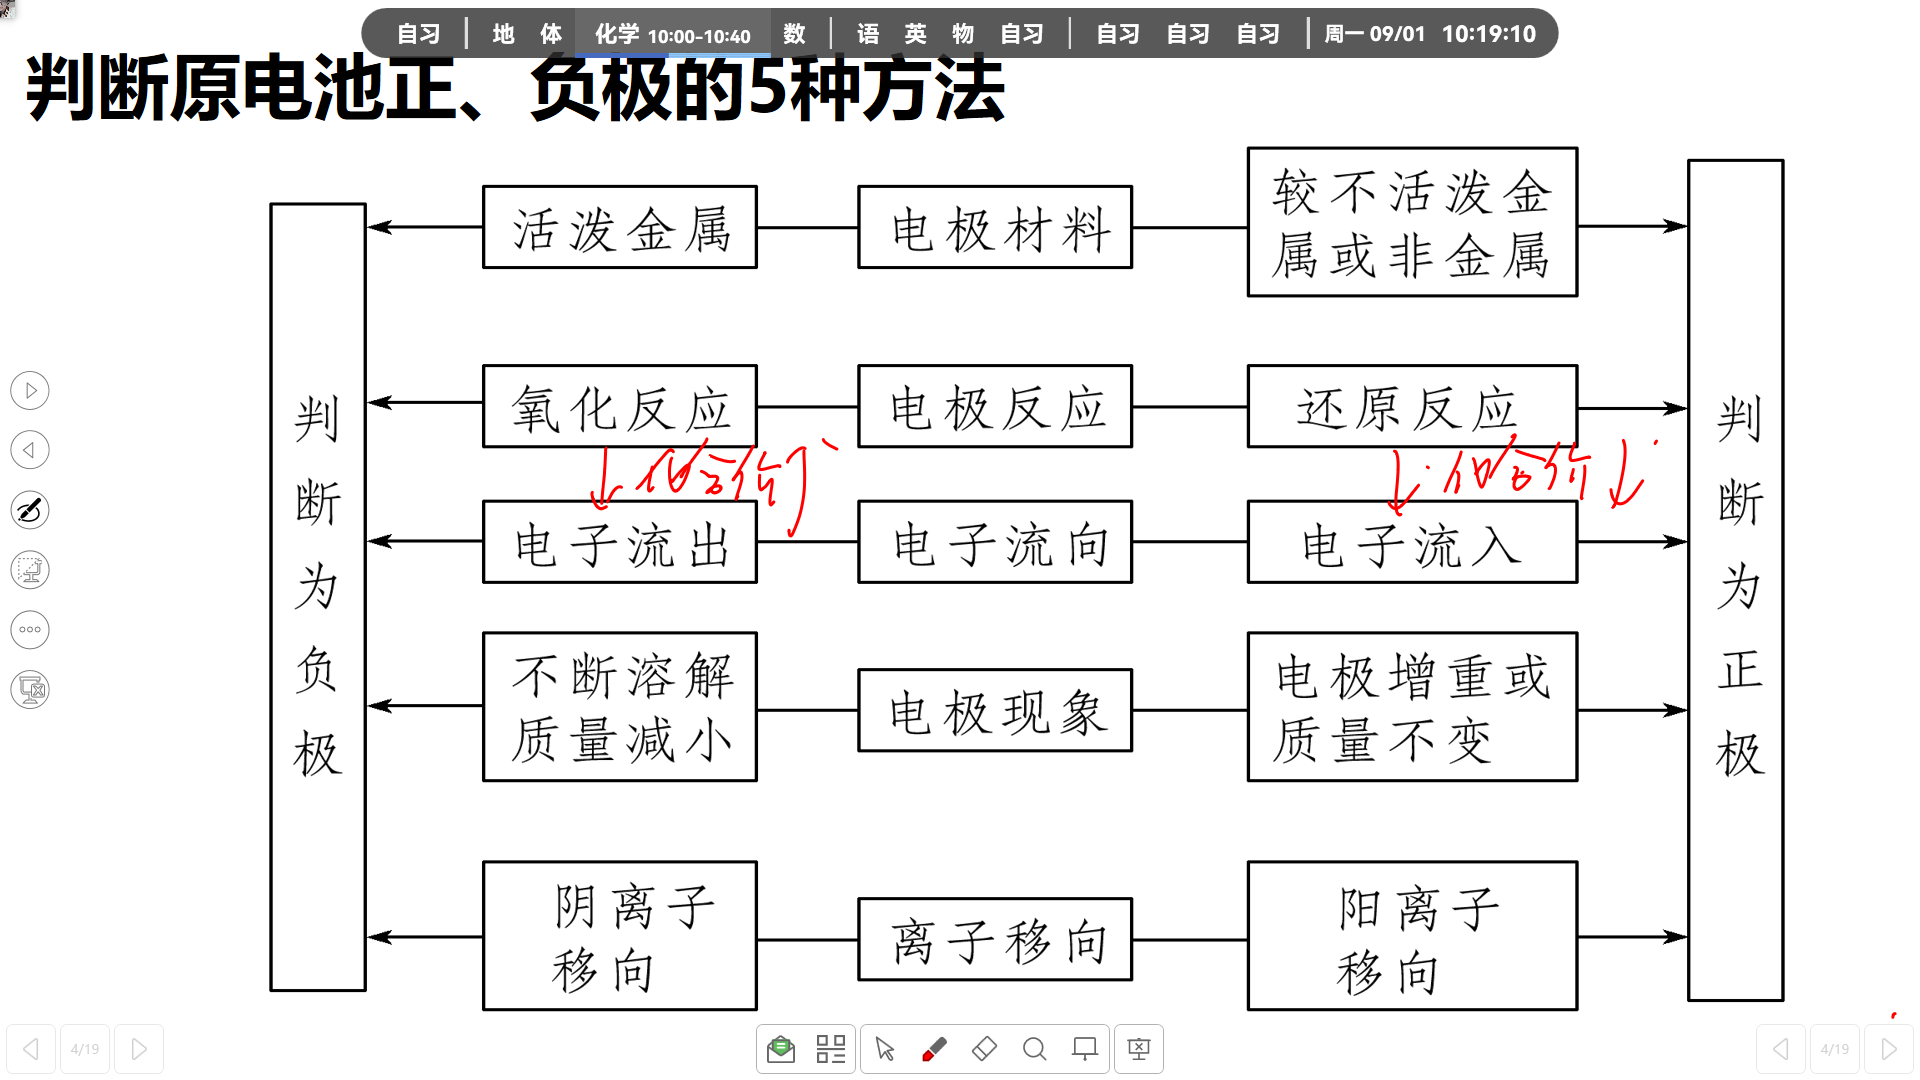 自习 | 地 体 化学 10:00-10:40 数 | 语 英 物 自习 | 自习 自习 自习 | 周一 09/01 10:19:10
判断原电池正、负极的5种方法
判断为负极
活泼金属
电极材料
较不活泼金
属或非金属
氧化反应
电极反应
还原反应
↓化合价↑
↓化合价↓
电子流出
电子流向
电子流入
不断溶解
质量减小
电极现象
电极增重或
质量不变
阴离子
移向
离子移向
阳离子
移向
判断为正极
4/19
4/19